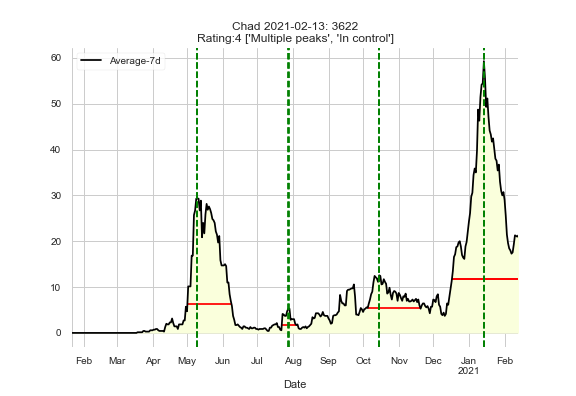 Chad 2021-02-13: 3622
Rating:4 ['Multiple peaks', 'In control']
Average-7d
60
50
40
30
20
10
0
Feb Mar Apr May Jun Jul Aug Sep Oct Nov Dec Jan Feb
2021
Date